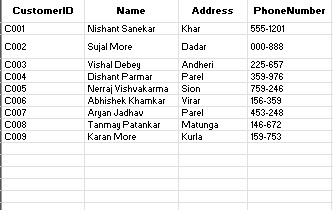 CustomerID Name Address PhoneNumber
C001 Nishant Sanekar Khar 555-1201
C002 Sujal More Dadar 000-888
C003 Vishal Debey Andheri 225-657
C004 Dishant Parmar Parel 359-976
C005 Nerraj Vishvakarma Sion 759-246
C006 Abhishek Khamkar Virar 156-359
C007 Aryan Jadhav Parel 453-248
C008 Tanmay Patankar Matunga 146-672
C009 Karan More Kurla 159-753